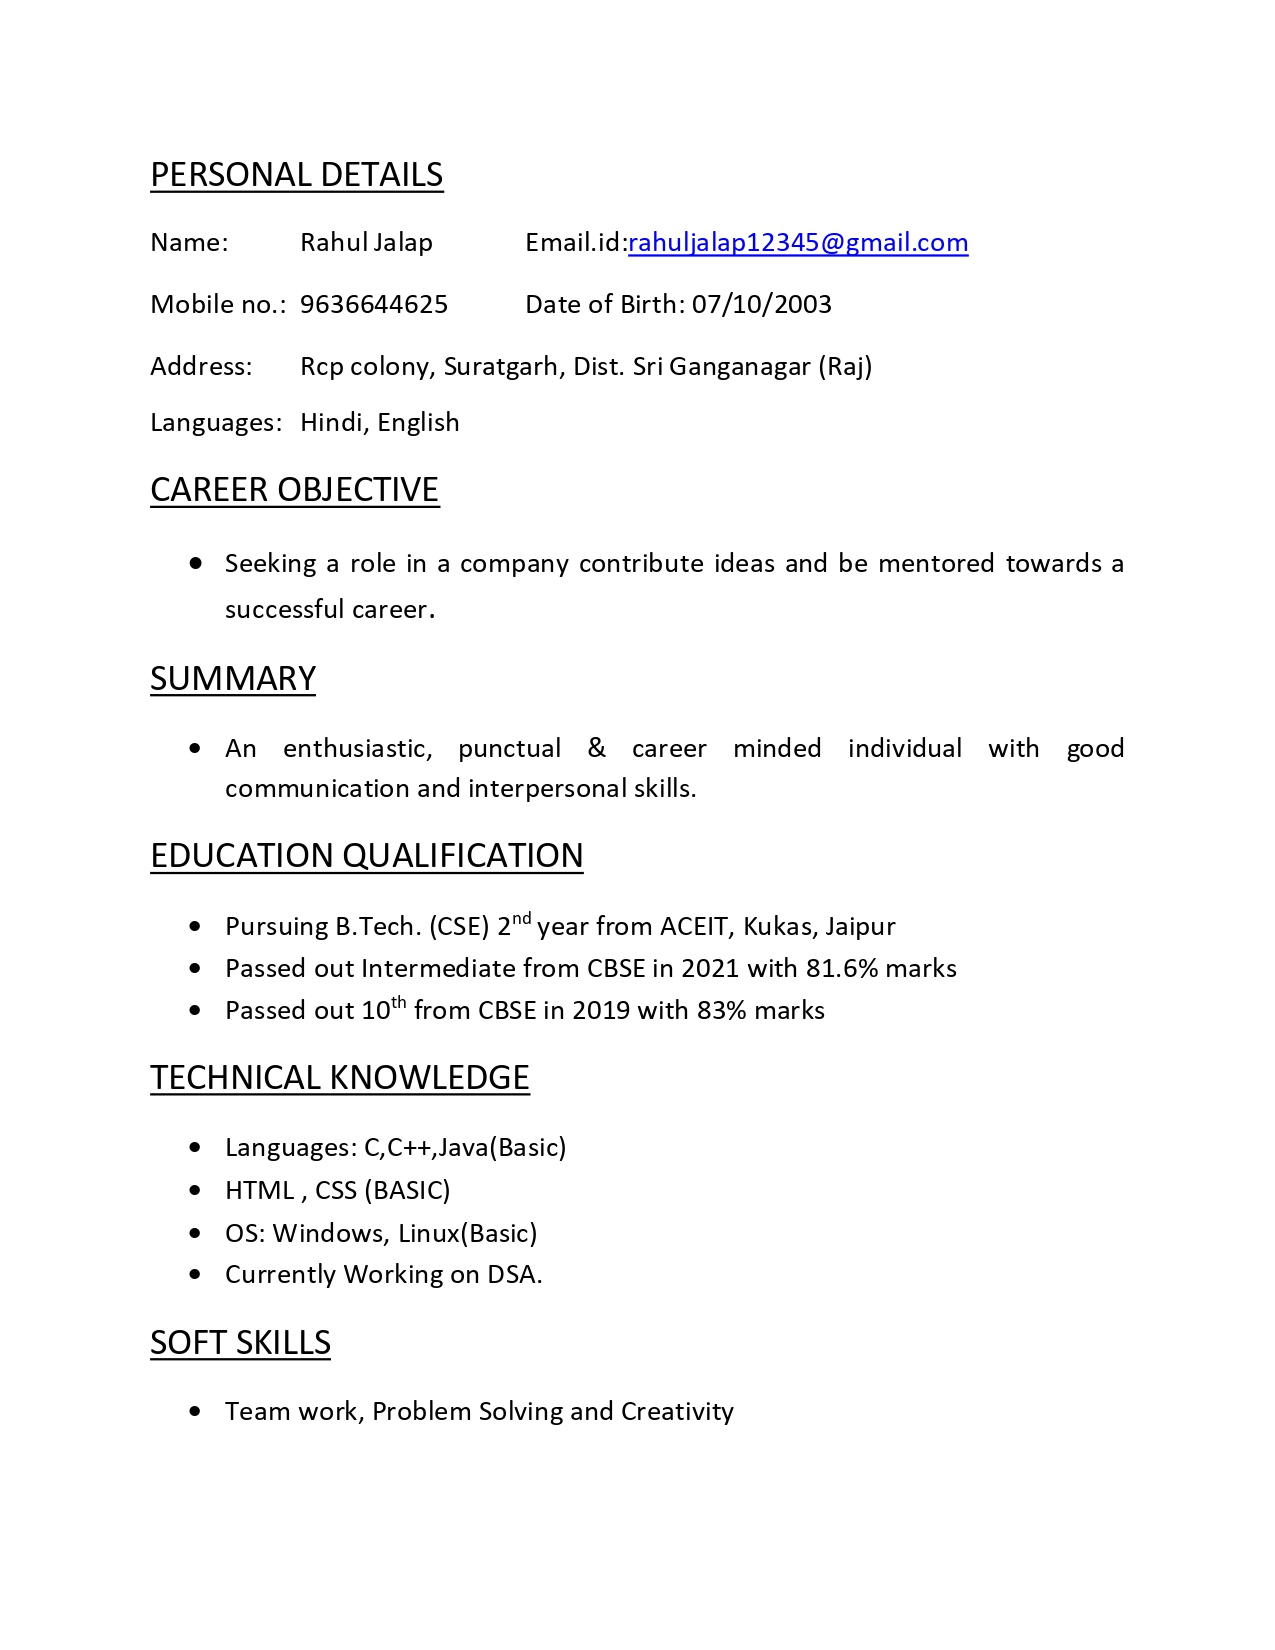 PERSONAL DETAILS
Name: Rahul Jalap Email.id:rahuljalap12345@gmail.com
Mobile no.: 9636644625 Date of Birth: 07/10/2003
Address: Rcp colony, Suratgarh, Dist. Sri Ganganagar (Raj)
Languages: Hindi, English
CAREER OBJECTIVE
• Seeking a role in a company contribute ideas and be mentored towards a
successful career.
SUMMARY
• An enthusiastic, punctual & career minded individual with good
communication and interpersonal skills.
EDUCATION QUALIFICATION
• Pursuing B.Tech. (CSE) 2nd year from ACEIT, Kukas, Jaipur
• Passed out Intermediate from CBSE in 2021 with 81.6% marks
• Passed out 10th from CBSE in 2019 with 83% marks
TECHNICAL KNOWLEDGE
• Languages: C,C++,Java(Basic)
• HTML , CSS (BASIC)
• OS: Windows, Linux(Basic)
• Currently Working on DSA.
SOFT SKILLS
• Team work, Problem Solving and Creativity